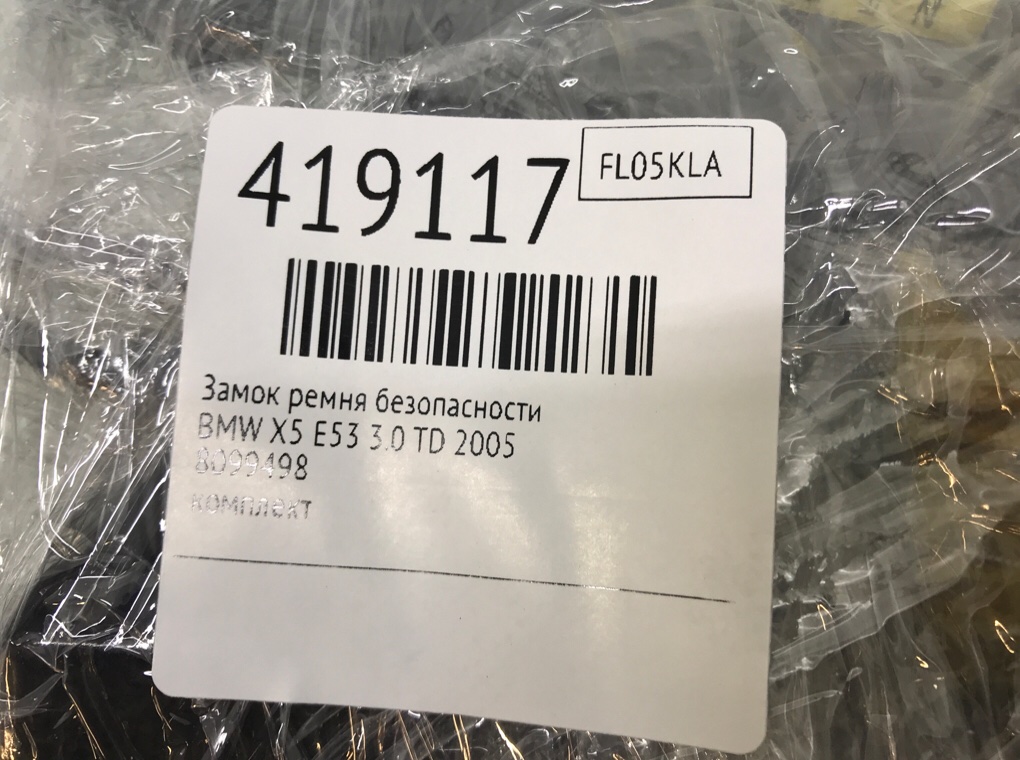 419117
FL05KLA
Замок ремня безопасности
BMW X5 E53 3.0 TD 2005
8099498
комплект